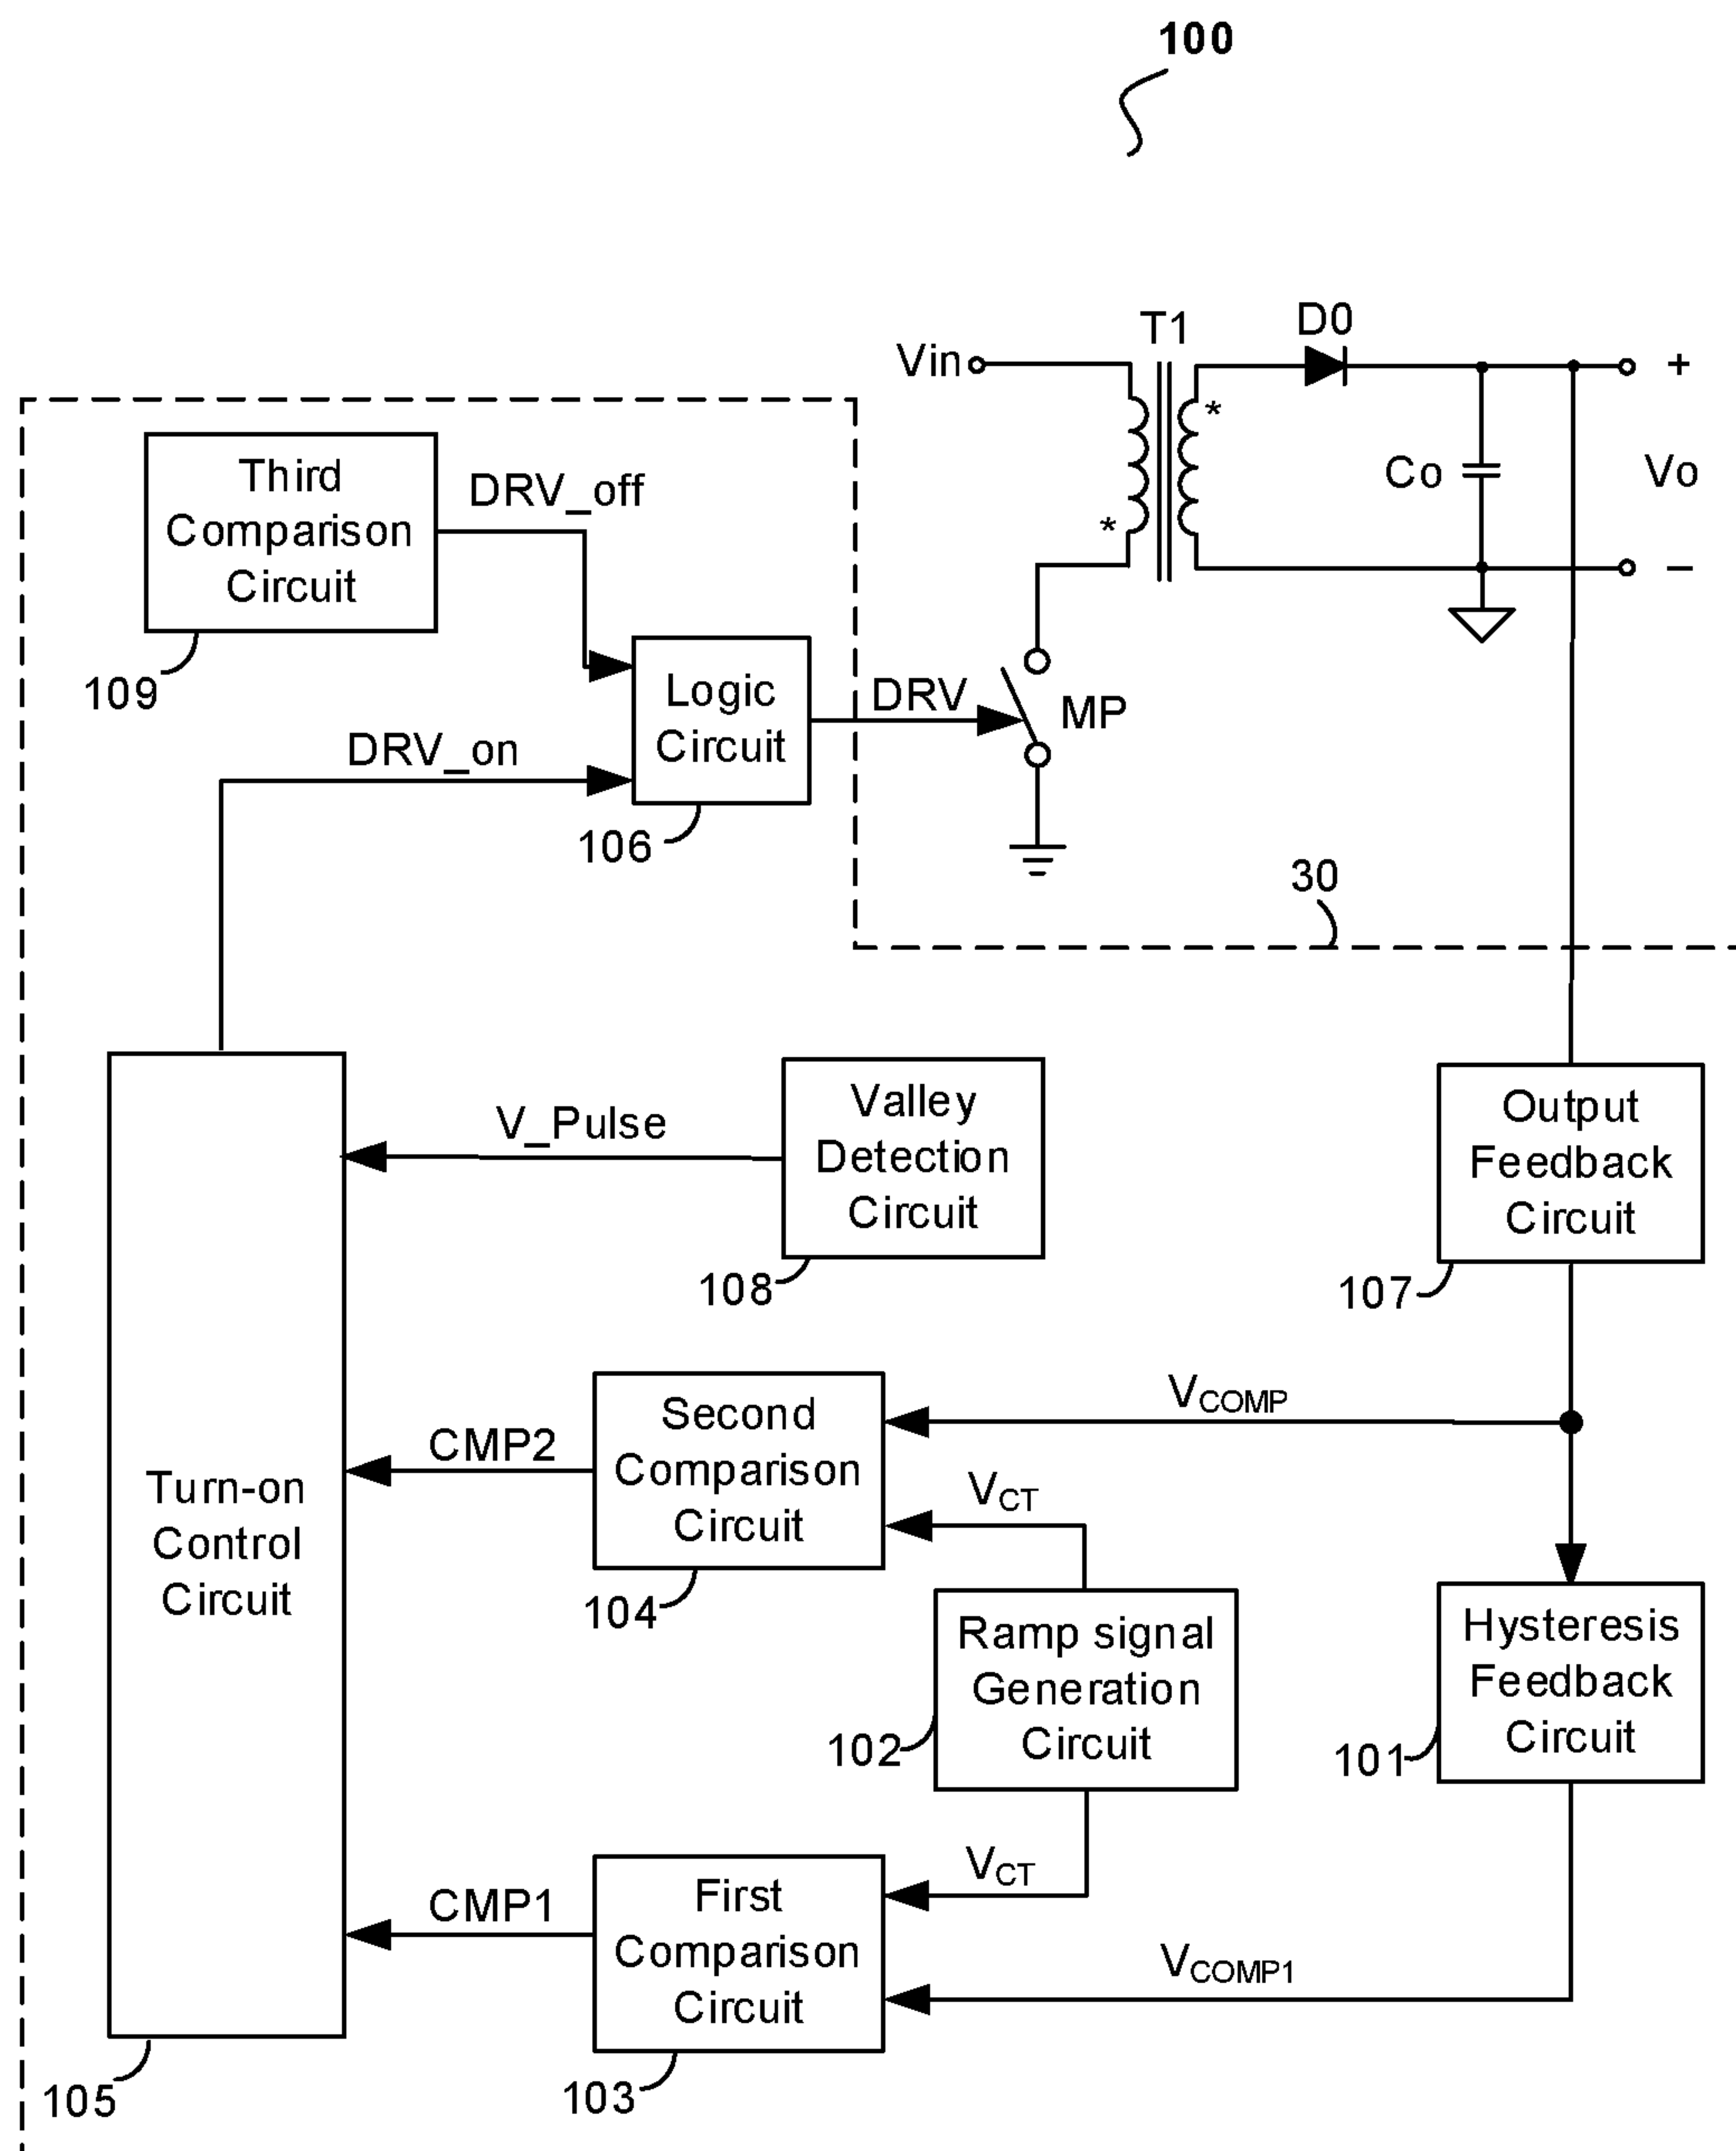 100
T1
D0
Vin
+
*
Co
Vo
*
−
Third
Comparison
Circuit
DRV_off
109
Logic
Circuit
DRV
MP
DRV_on
106
30
Valley
Detection
Circuit
V_Pulse
108
Output
Feedback
Circuit
107
Turn-on
Control
Circuit
105
Second
Comparison
Circuit
CMP2
VCOMP
VCT
104
Ramp signal
Generation
Circuit
102
Hysteresis
Feedback
Circuit
101
First
Comparison
Circuit
CMP1
VCT
VCOMP1
103